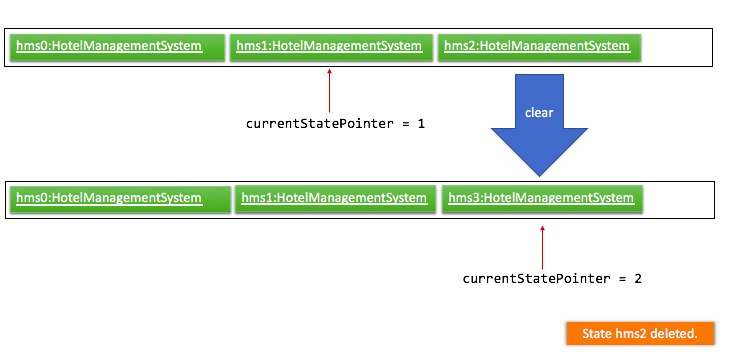 hms0:HotelManagementSystem hms1:HotelManagementSystem hms2:HotelManagementSystem
clear
currentStatePointer = 1
hms0:HotelManagementSystem hms1:HotelManagementSystem hms3:HotelManagementSystem
currentStatePointer = 2
State hms2 deleted.